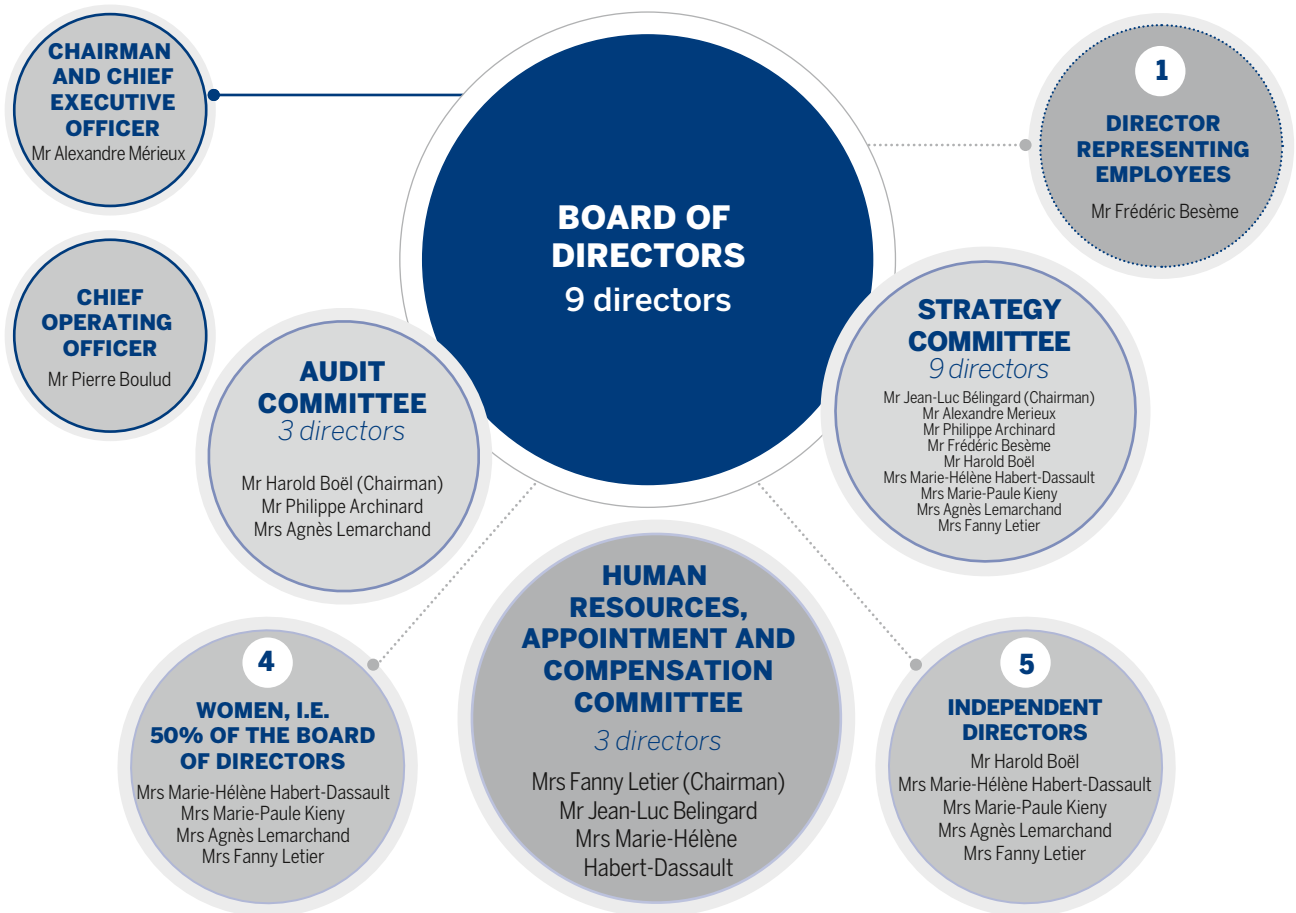 CHAIRMAN
AND CHIEF
EXECUTIVE
OFFICER
Mr Alexandre Mérieux
BOARD OF
DIRECTORS
9 directors
1
DIRECTOR
REPRESENTING
EMPLOYEES
Mr Frédéric Besème
CHIEF
OPERATING
OFFICER
Mr Pierre Boulud
AUDIT
COMMITTEE
3 directors
Mr Harold Boël (Chairman)
Mr Philippe Archinard
Mrs Agnès Lemarchand
STRATEGY
COMMITTEE
9 directors
Mr Jean-Luc Bélingard (Chairman)
Mr Alexandre Merieux
Mr Philippe Archinard
Mr Frédéric Besème
Mr Harold Boël
Mrs Marie-Hélène Habert-Dassault
Mrs Marie-Paule Kieny
Mrs Agnès Lemarchand
Mrs Fanny Letier
4
WOMEN, I.E.
50% OF THE BOARD
OF DIRECTORS
Mrs Marie-Hélène Habert-Dassault
Mrs Marie-Paule Kieny
Mrs Agnès Lemarchand
Mrs Fanny Letier
HUMAN
RESOURCES,
APPOINTMENT AND
COMPENSATION
COMMITTEE
3 directors
Mrs Fanny Letier (Chairman)
Mr Jean-Luc Belingard
Mrs Marie-Hélène
Habert-Dassault
5
INDEPENDENT
DIRECTORS
Mr Harold Boël
Mrs Marie-Hélène Habert-Dassault
Mrs Marie-Paule Kieny
Mrs Agnès Lemarchand
Mrs Fanny Letier